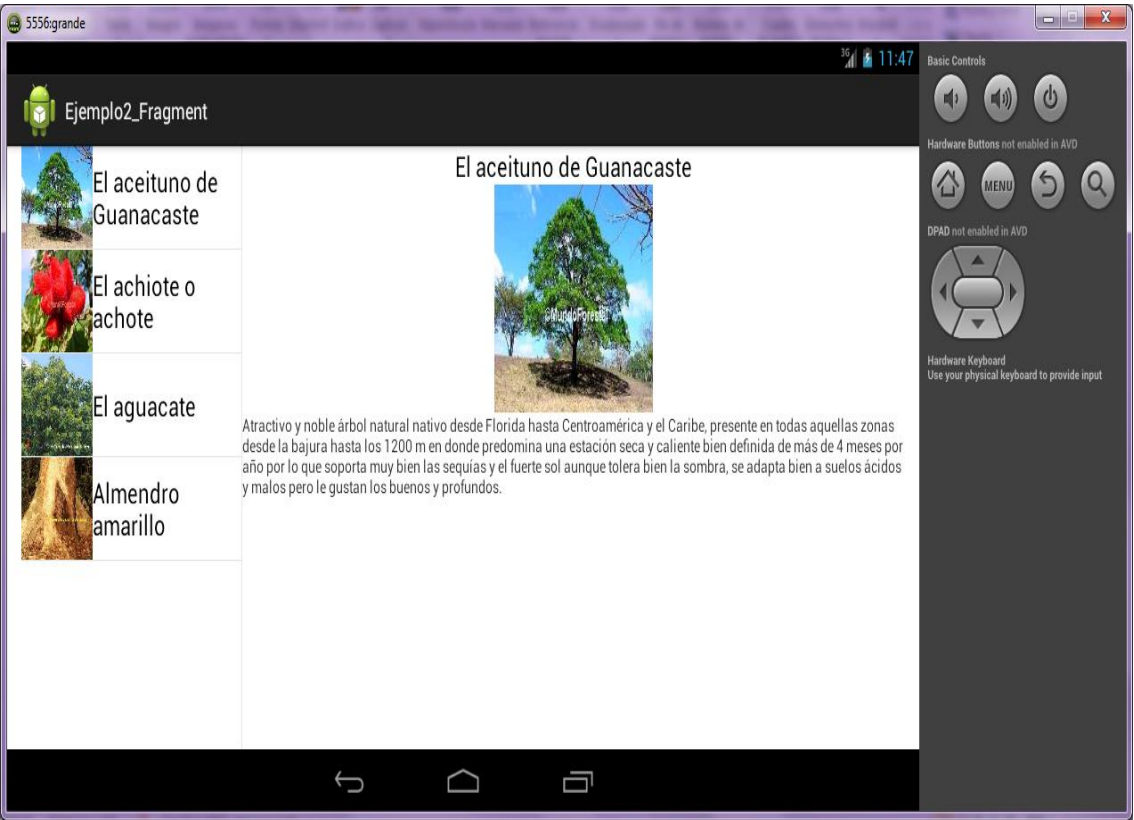 5556:grande
3G 11:47
Ejemplo2_Fragment
El aceituno de
Guanacaste
El achiote o
achote
El aguacate
Almendro
amarillo
El aceituno de Guanacaste
©MundoForestal
Atractivo y noble árbol natural nativo desde Florida hasta Centroamérica y el Caribe, presente en todas aquellas zonas
desde la bajura hasta los 1200 m en donde predomina una estación seca y caliente bien definida de más de 4 meses por
año por lo que soporta muy bien las sequías y el fuerte sol aunque tolera bien la sombra, se adapta bien a suelos ácidos
y malos pero le gustan los buenos y profundos.
Basic Controls
Hardware Buttons not enabled in AVD
MENU
DPAD not enabled in AVD
Hardware Keyboard
Use your physical keyboard to provide input